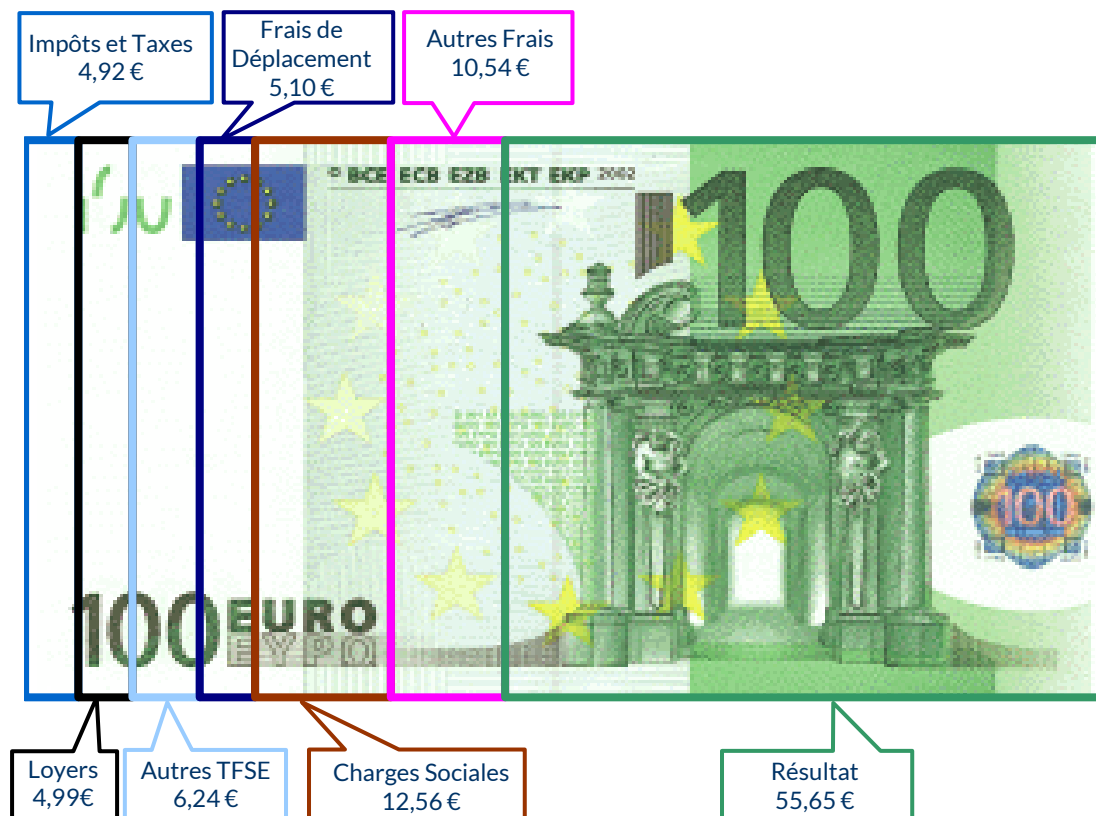 Impôts et Taxes
4,92 €
Frais de
Déplacement
5,10 €
Autres Frais
10,54 €
© BCE ECB EZB EKT EKP 2002
100
100
100 EURO
ΕΥΡΩ
Loyers
4,99€
Autres TFSE
6,24 €
Charges Sociales
12,56 €
Résultat
55,65 €